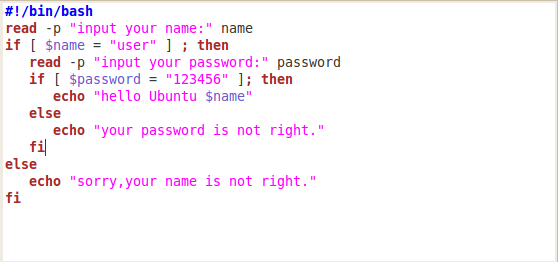 #!/bin/bash
read -p "input your name:" name
if [ $name = "user" ] ; then
   read -p "input your password:" password
   if [ $password = "123456" ]; then
      echo "hello Ubuntu $name"
   else
      echo "your password is not right."
   fi
else
   echo "sorry,your name is not right."
fi